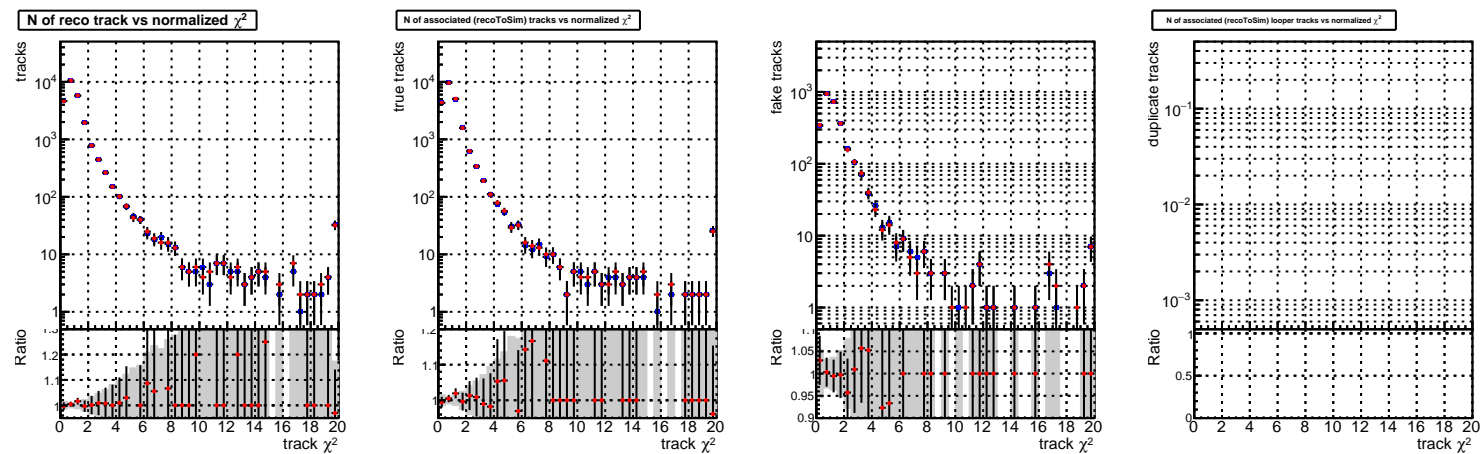 N of reco track vs normalized χ²
tracks
10⁴
10³
10²
10
1
Ratio
1.3
1.2
1.1
1
0 2 4 6 8 10 12 14 16 18 20
track χ²
N of associated (recoToSim) tracks vs normalized χ²
true tracks
10⁴
10³
10²
10
1
Ratio
1.2
1.1
1
0 2 4 6 8 10 12 14 16 18 20
track χ²
fake tracks
10³
10²
10
1
Ratio
1.1
1.05
1
0.95
0.9
0 2 4 6 8 10 12 14 16 18 20
track χ²
N of associated (recoToSim) looper tracks vs normalized χ²
duplicate tracks
10⁻¹
10⁻²
10⁻³
Ratio
1
0.5
0
0 2 4 6 8 10 12 14 16 18 20
track χ²